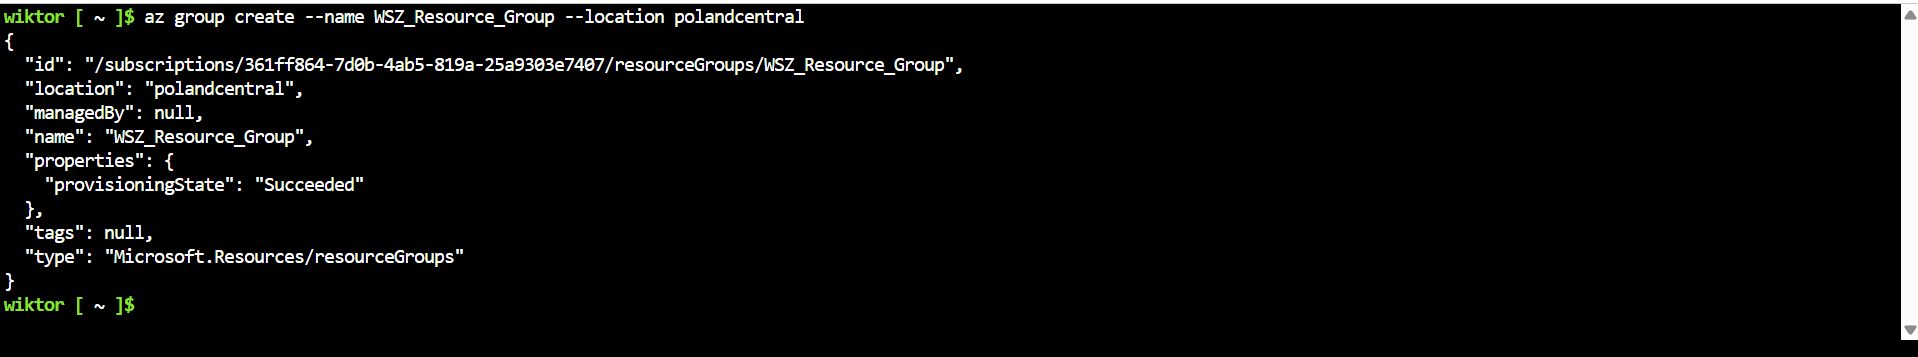 wiktor [ ~ ]$ az group create --name WSZ_Resource_Group --location polandcentral
{
  "id": "/subscriptions/361ff864-7d0b-4ab5-819a-25a9303e7407/resourceGroups/WSZ_Resource_Group",
  "location": "polandcentral",
  "managedBy": null,
  "name": "WSZ_Resource_Group",
  "properties": {
    "provisioningState": "Succeeded"
  },
  "tags": null,
  "type": "Microsoft.Resources/resourceGroups"
}
wiktor [ ~ ]$